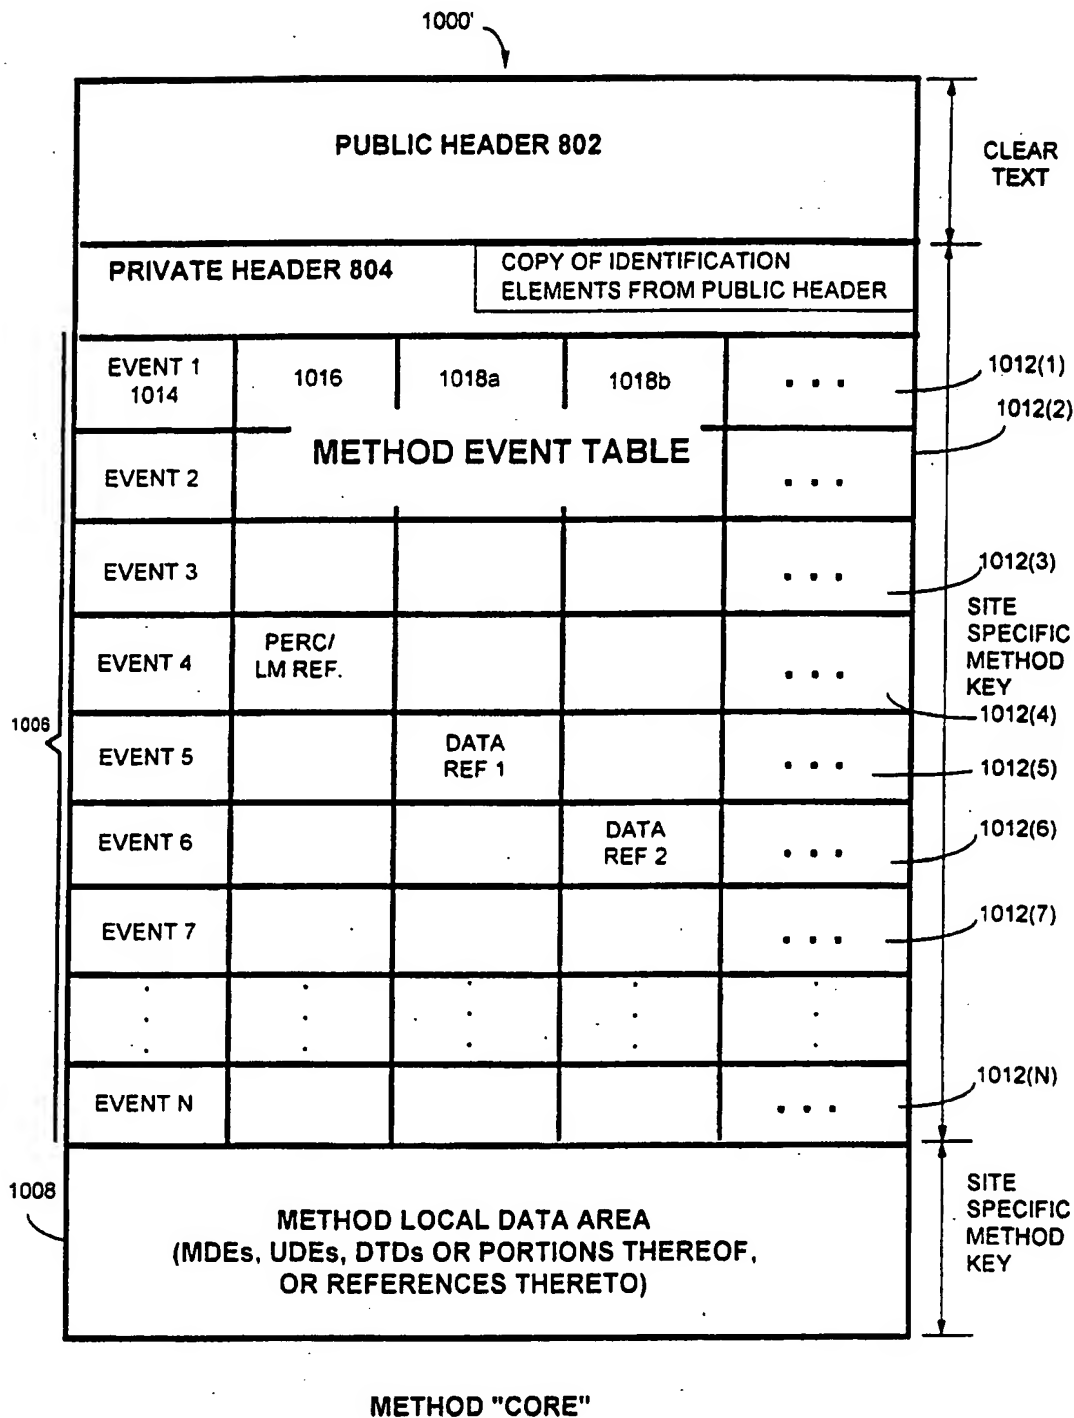 1000'
PUBLIC HEADER 802
CLEAR
TEXT
PRIVATE HEADER 804
COPY OF IDENTIFICATION
ELEMENTS FROM PUBLIC HEADER
EVENT 1
1014
1016
1018a
1018b
. . .
1012(1)
1012(2)
METHOD EVENT TABLE
EVENT 2
. . .
EVENT 3
. . .
1012(3)
SITE
SPECIFIC
METHOD
KEY
EVENT 4
PERC/
LM REF.
. . .
1012(4)
1006
EVENT 5
DATA
REF 1
. . .
1012(5)
EVENT 6
DATA
REF 2
. . .
1012(6)
EVENT 7
. . .
1012(7)
EVENT N
. . .
1012(N)
1008
METHOD LOCAL DATA AREA
(MDEs, UDEs, DTDs OR PORTIONS THEREOF,
OR REFERENCES THERETO)
SITE
SPECIFIC
METHOD
KEY
METHOD "CORE"